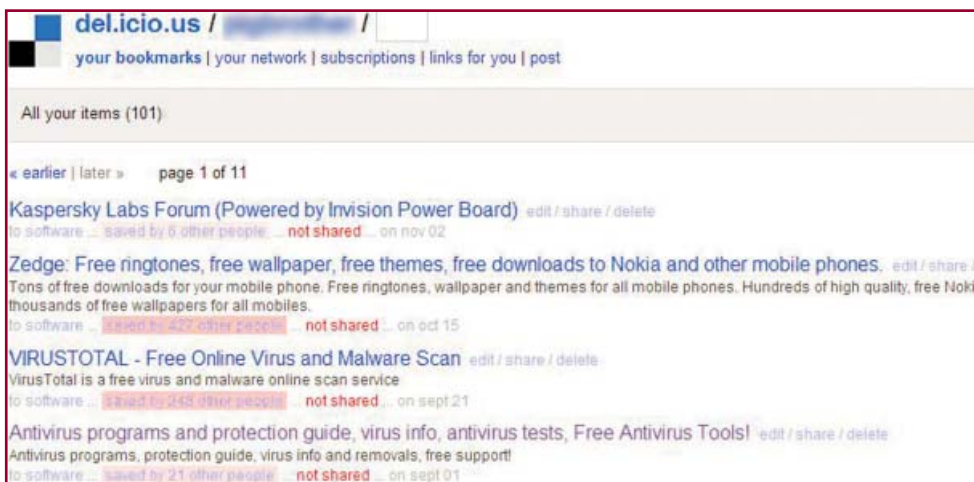 del.icio.us / /
your bookmarks | your network | subscriptions | links for you | post
All your items (101)
« earlier | later » page 1 of 11
Kaspersky Labs Forum (Powered by Invision Power Board) edit / share / delete
to software ... saved by 6 other people ... not shared ... on nov 02
Zedge: Free ringtones, free wallpaper, free themes, free downloads to Nokia and other mobile phones. edit / share /
Tons of free downloads for your mobile phone. Free ringtones, wallpaper and themes for all mobile phones. Hundreds of high quality, free Noki
thousands of free wallpapers for all mobiles.
to software ... saved by 427 other people ... not shared ... on oct 15
VIRUSTOTAL - Free Online Virus and Malware Scan edit / share / delete
VirusTotal is a free virus and malware online scan service
to software ... saved by 248 other people ... not shared ... on sept 21
Antivirus programs and protection guide, virus info, antivirus tests, Free Antivirus Tools! edit / share / delete
Antivirus programs, protection guide, virus info and removals, free support!
to software ... saved by 21 other people ... not shared ... on sept 01